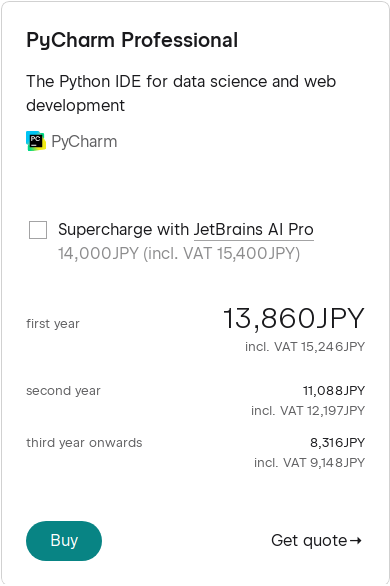 PyCharm Professional
The Python IDE for data science and web
development
PC
PyCharm
Supercharge with JetBrains AI Pro
14,000JPY (incl. VAT 15,400JPY)
first year
13,860JPY
incl. VAT 15,246JPY
second year
11,088JPY
incl. VAT 12,197JPY
third year onwards
8,316JPY
incl. VAT 9,148JPY
Buy
Get quote→